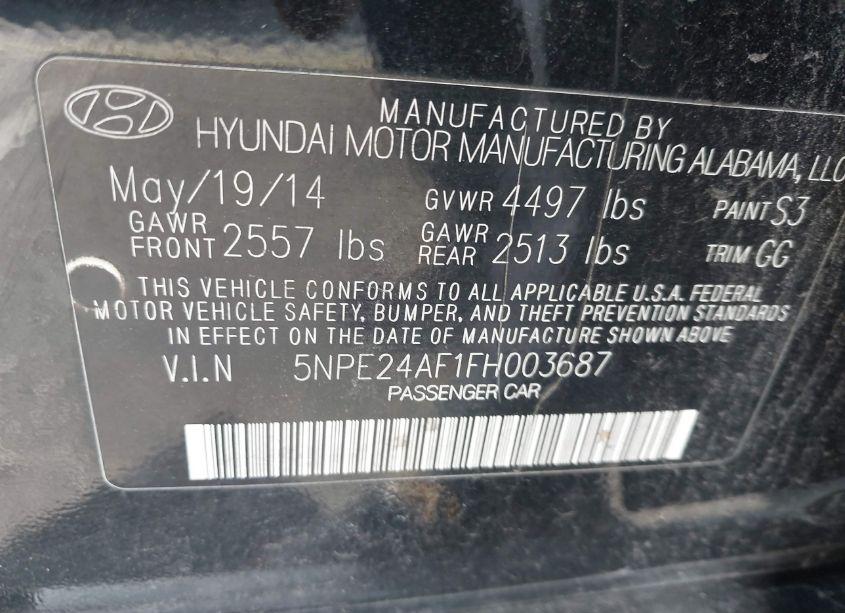 MANUFACTURED BY
HYUNDAI MOTOR MANUFACTURING ALABAMA, LLC
May/19/14 GVWR 4497 lbs PAINT S3
GAWR FRONT 2557 lbs GAWR REAR 2513 lbs TRIM GG
THIS VEHICLE CONFORMS TO ALL APPLICABLE U.S.A. FEDERAL
MOTOR VEHICLE SAFETY, BUMPER, AND THEFT PREVENTION STANDARDS
IN EFFECT ON THE DATE OF MANUFACTURE SHOWN ABOVE
V.I.N 5NPE24AF1FH003687
PASSENGER CAR